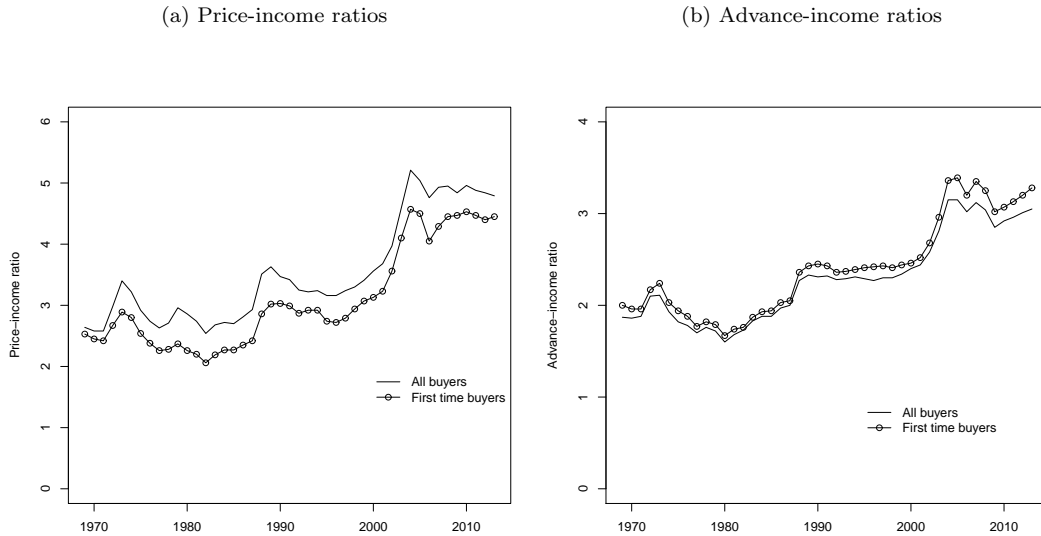 (a) Price-income ratios
(b) Advance-income ratios
Price–income ratio
6
5
4
3
2
1
0
All buyers
First time buyers
1970 1980 1990 2000 2010
Advance–income ratio
4
3
2
1
0
All buyers
First time buyers
1970 1980 1990 2000 2010